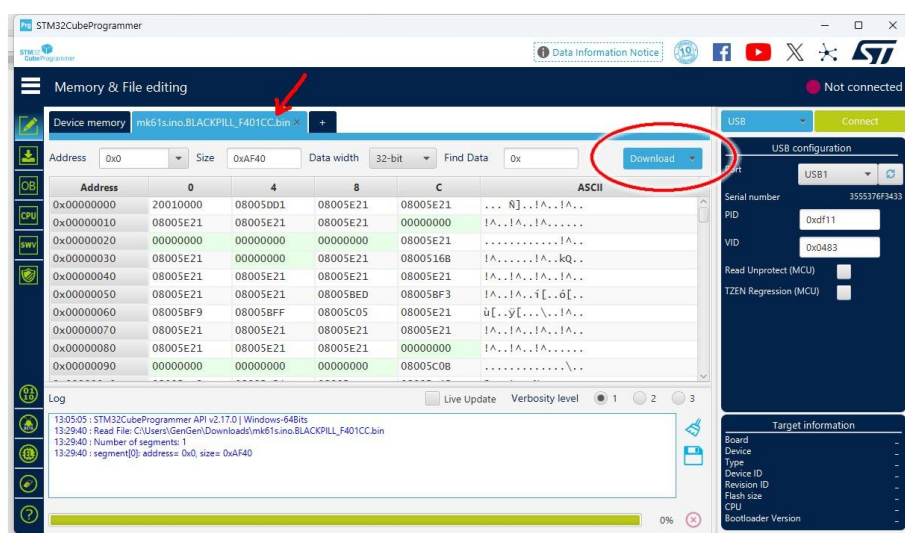 STM32CubeProgrammer
STM32 CubeProgrammer
Data Information Notice
Memory & File editing
Not connected
Device memory mk61s.ino.BLACKPILL_F401CC.bin × +
Address 0x0 Size 0xAF40 Data width 32-bit Find Data 0x Download
Address 0 4 8 C ASCII
0x00000000 20010000 08005DD1 08005E21 08005E21 ... Ñ]..!^..!^..
0x00000010 08005E21 08005E21 08005E21 00000000 !^..!^..!^......
0x00000020 00000000 00000000 00000000 08005E21 ............!^..
0x00000030 08005E21 00000000 08005E21 0800516B !^......!^..kQ..
0x00000040 08005E21 08005E21 08005E21 08005E21 !^..!^..!^..!^..
0x00000050 08005E21 08005E21 08005BED 08005BF3 !^..!^..í[..ó[..
0x00000060 08005BF9 08005BFF 08005C05 08005E21 ù[..ÿ[...\..!^..
0x00000070 08005E21 08005E21 08005E21 08005E21 !^..!^..!^..!^..
0x00000080 08005E21 08005E21 08005E21 00000000 !^..!^..!^......
0x00000090 00000000 00000000 00000000 08005C0B .............\..
Log Live Update Verbosity level 1 2 3
13:05:05 : STM32CubeProgrammer API v2.17.0 | Windows-64Bits
13:29:40 : Read File: C:\Users\GenGen\Downloads\mk61s.ino.BLACKPILL_F401CC.bin
13:29:40 : Number of segments: 1
13:29:40 : segment[0]: address= 0x0, size= 0xAF40
0%
USB Connect
USB configuration
Port USB1
Serial number 3555376F3433
PID 0xdf11
VID 0x0483
Read Unprotect (MCU)
TZEN Regression (MCU)
Target information
Board -
Device -
Type -
Device ID -
Revision ID -
Flash size -
CPU -
Bootloader Version -
OB
CPU
SWV